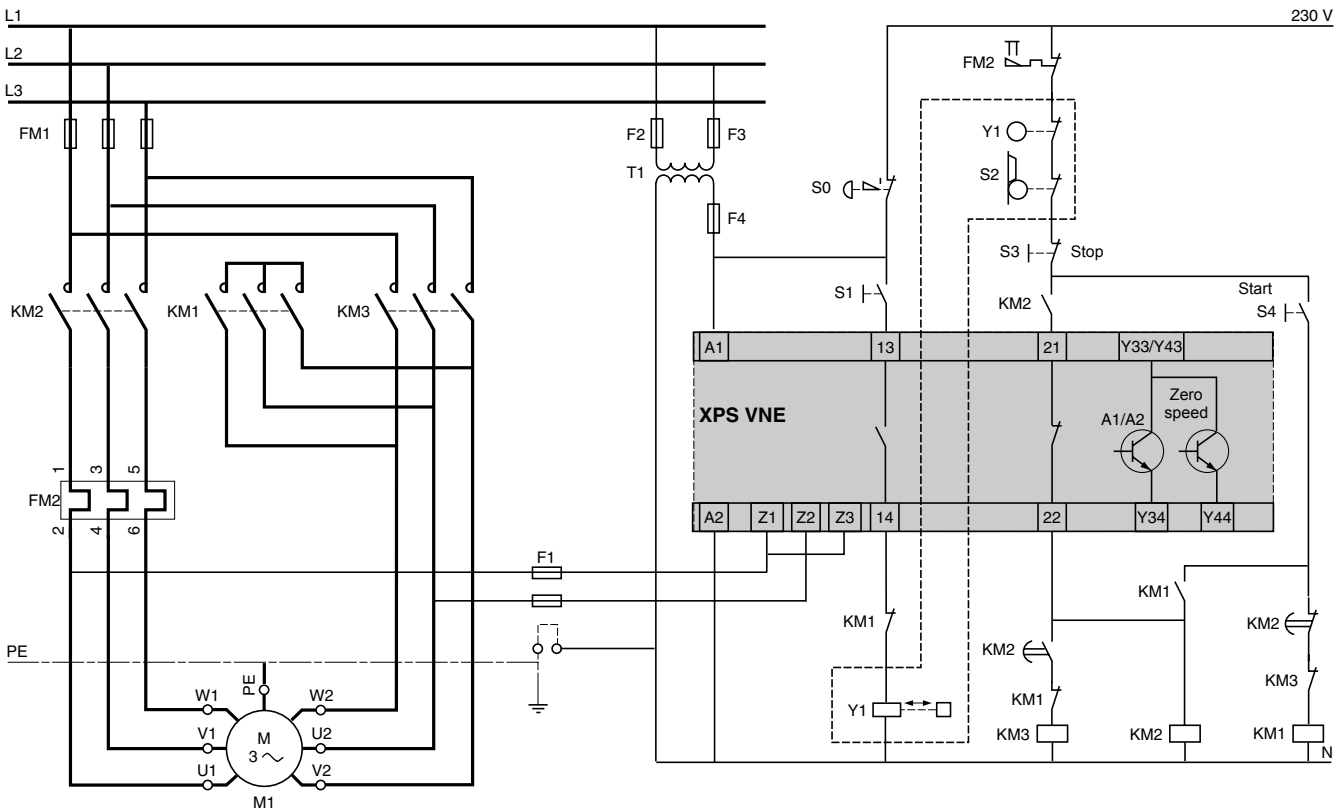 L1
230 V
L2
FM2
L3
FM1
F2
F3
Y1
T1
S2
S0
F4
S3
Stop
S1
Start
KM2
KM1
KM3
KM2
S4
A1
13
21
Y33/Y43
XPS VNE
A1/A2
Zero
speed
1
3
5
FM2
2
4
6
A2
Z1
Z2
Z3
14
22
Y34
Y44
F1
KM1
KM1
KM2
KM2
PE
PE
KM1
KM3
W1
W2
Y1
V1
M
3
U2
KM3
KM2
KM1
N
U1
V2
M1